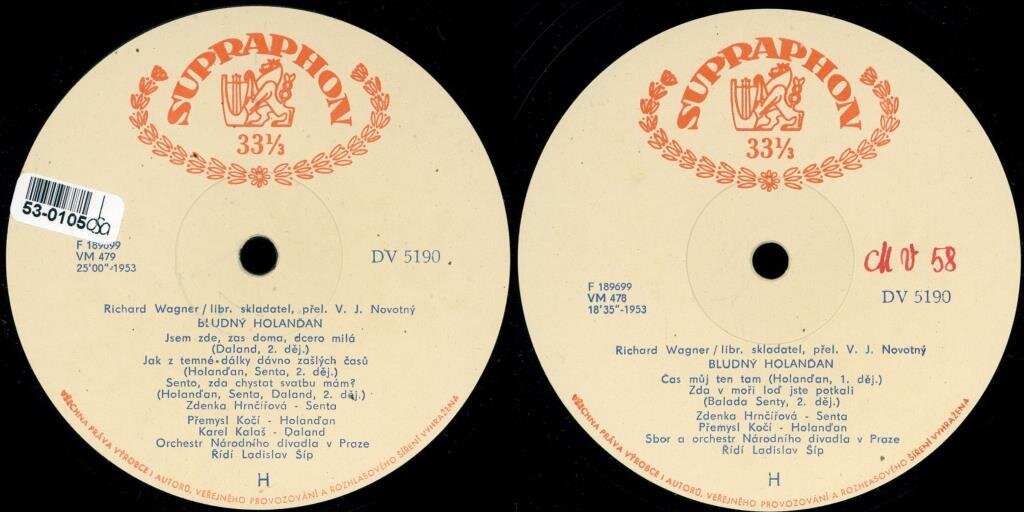 SUPRAPHON
33⅓
53-0105
F 189699
VM 479
25'00"-1953
DV 5190
Richard Wagner / libr. skladatel, přel. V. J. Novotný
BLUDNÝ HOLANĎAN
Jsem zde, zas doma, dcero milá
(Daland, 2. děj.)
Jak z temné dálky dávno zašlých časů
(Holanďan, Senta, 2. děj.)
Sento, zda chystat svatbu mám?
(Holanďan, Senta, Daland, 2. děj.)
Zdenka Hrnčířová - Senta
Přemysl Kočí - Holanďan
Karel Kalaš - Daland
Orchestr Národního divadla v Praze
Řídí Ladislav Šíp
H
VŠECHNA PRÁVA VÝROBCE I AUTORŮ, VEŘEJNÉHO PROVOZOVÁNÍ A ROZHLASOVÉHO ŠÍŘENÍ VYHRAŽENA
SUPRAPHON
33⅓
58
F 189699
VM 478
18'35"-1953
DV 5190
Richard Wagner / libr. skladatel, přel. V. J. Novotný
BLUDNÝ HOLANĎAN
Čas můj ten tam (Holanďan, 1. děj.)
Zda v moři loď jste potkali
(Balada Senty, 2. děj.)
Zdenka Hrnčířová - Senta
Přemysl Kočí - Holanďan
Sbor a orchestr Národního divadla v Praze
Řídí Ladislav Šíp
H
VŠECHNA PRÁVA VÝROBCE I AUTORŮ, VEŘEJNÉHO PROVOZOVÁNÍ A ROZHLASOVÉHO ŠÍŘENÍ VYHRAŽENA